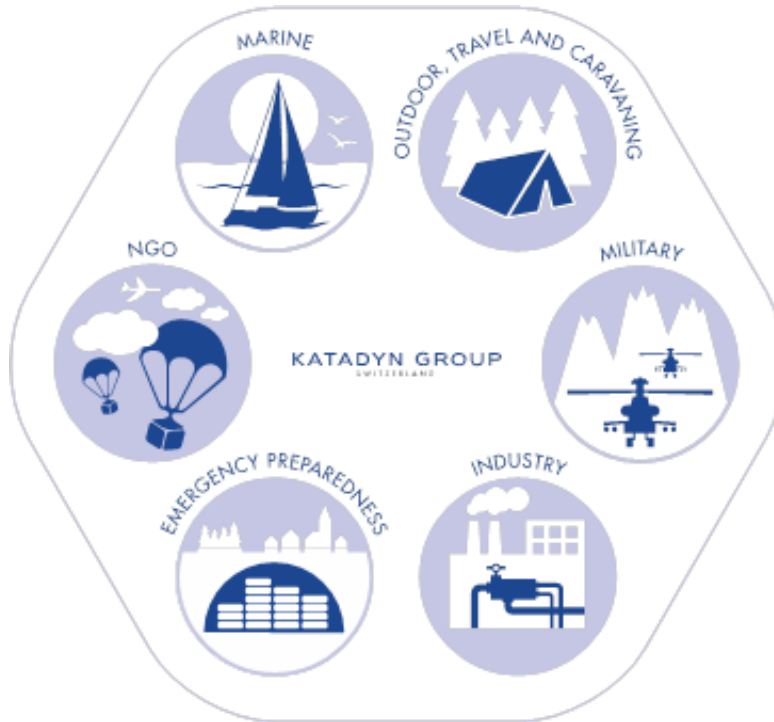 MARINE
OUTDOOR, TRAVEL AND CARAVANING
NGO
MILITARY
KATADYN GROUP
SWITZERLAND
EMERGENCY PREPAREDNESS
INDUSTRY